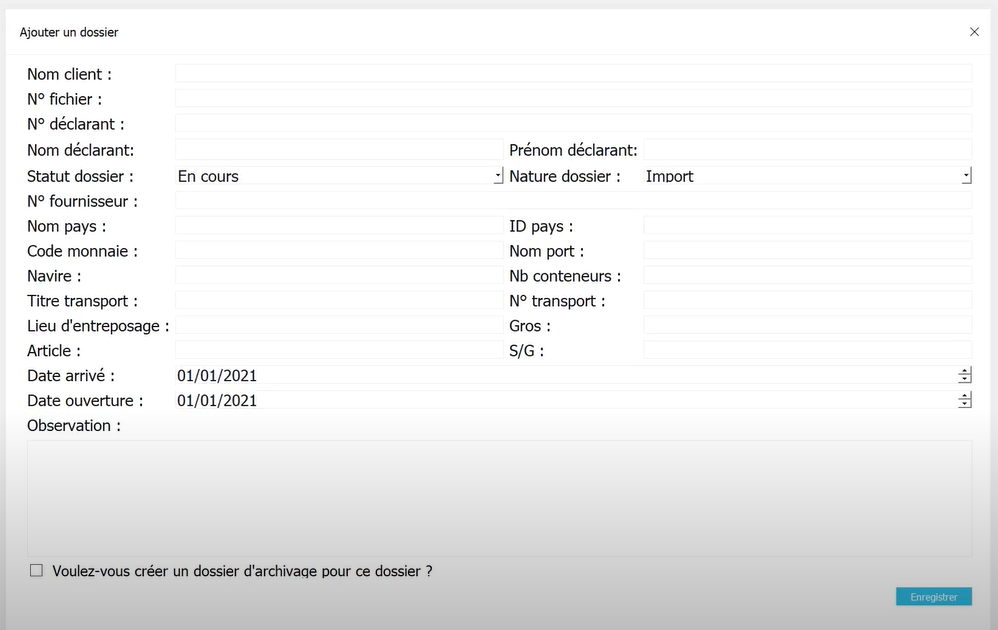 Ajouter un dossier
Nom client :
N° fichier :
N° déclarant :
Nom déclarant: Prénom déclarant:
Statut dossier : En cours Nature dossier : Import
N° fournisseur :
Nom pays : ID pays :
Code monnaie : Nom port :
Navire : Nb conteneurs :
Titre transport : N° transport :
Lieu d'entreposage : Gros :
Article : S/G :
Date arrivé : 01/01/2021
Date ouverture : 01/01/2021
Observation :
Voulez-vous créer un dossier d'archivage pour ce dossier ?
Enregistrer